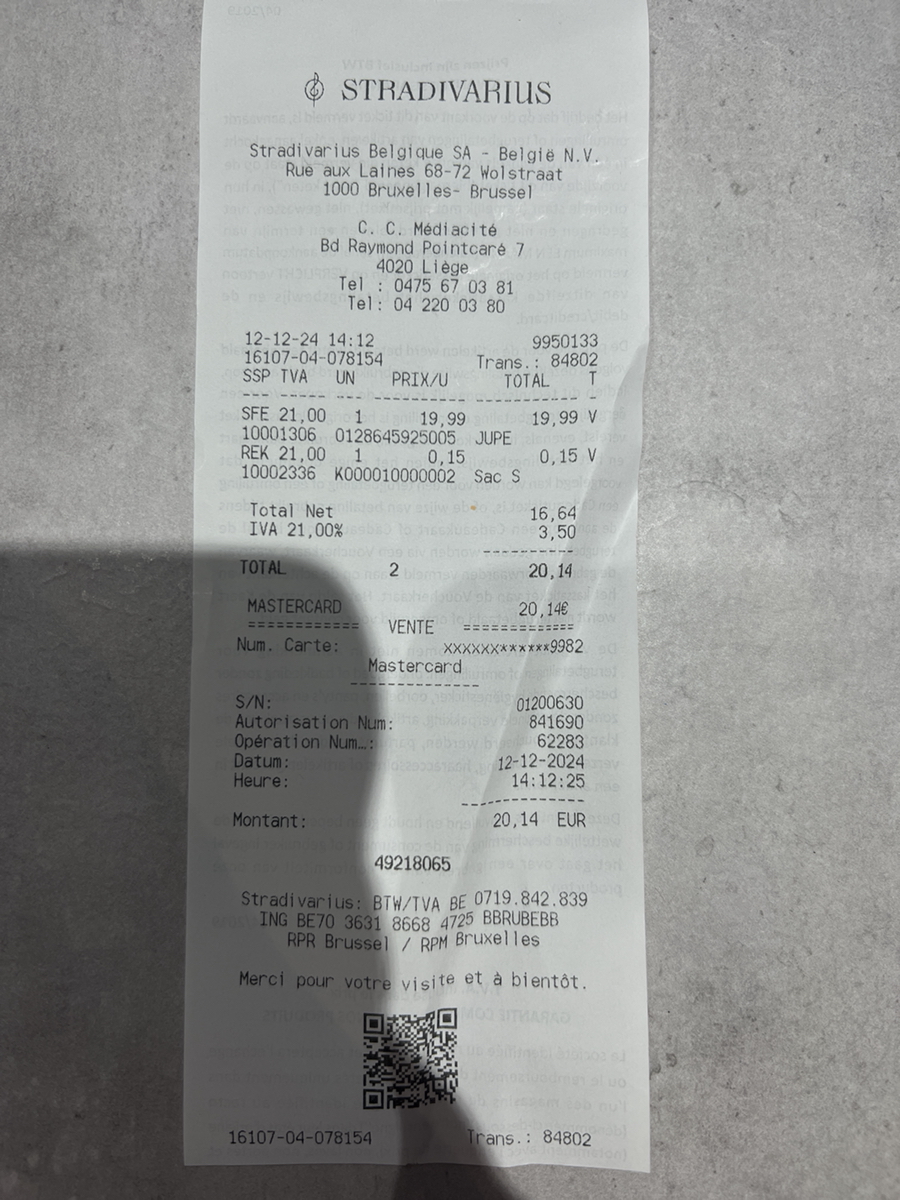 STRADIVARIUS
Stradivarius Belgique SA - België N.V.
Rue aux Laines 68-72 Wolstraat
1000 Bruxelles- Brussel
C. C. Médiacité
Bd Raymond Pointcaré 7
4020 Liège
Tel : 0475 67 03 81
Tel: 04 220 03 80
12-12-24 14:12 9950133
16107-04-078154 Trans.: 84802
SSP TVA UN PRIX/U TOTAL T
SFE 21,00 1 19,99 19,99 V
10001306 0128645925005 JUPE
REK 21,00 1 0,15 0,15 V
10002336 K000010000002 Sac S
Total Net 16,64
IVA 21,00% 3,50
TOTAL 2 20,14
MASTERCARD 20,14€
============ VENTE ============
Num. Carte: XXXXXX******9982
Mastercard
S/N: 01200630
Autorisation Num: 841690
Opération Num…: 62283
Datum: 12-12-2024
Heure: 14:12:25
Montant: 20,14 EUR
49218065
Stradivarius: BTW/TVA BE 0719.842.839
ING BE70 3631 8668 4725 BBRUBEBB
RPR Brussel / RPM Bruxelles
Merci pour votre visite et à bientôt.
16107-04-078154 Trans.: 84802